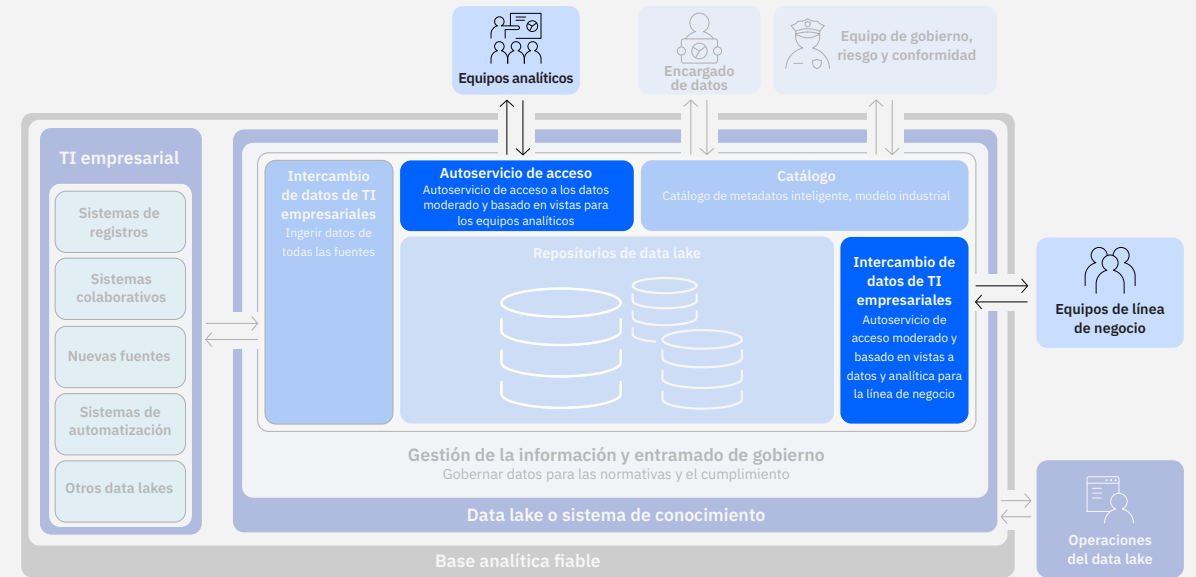 Equipos analíticos
Encargado
de datos
Equipo de gobierno,
riesgo y conformidad
TI empresarial
Sistemas de
registros
Sistemas
colaborativos
Nuevas fuentes
Sistemas de
automatización
Otros data lakes
Intercambio
de datos de TI
empresariales
Ingerir datos de
todas las fuentes
Autoservicio de acceso
Autoservicio de acceso a los datos
moderado y basado en vistas para
los equipos analíticos
Catálogo
Catálogo de metadatos inteligente, modelo industrial
Repositorios de data lake
Intercambio de
datos de TI
empresariales
Autoservicio de
acceso moderado y
basado en vistas a
datos y analítica para
la línea de negocio
Equipos de línea
de negocio
Gestión de la información y entramado de gobierno
Gobernar datos para las normativas y el cumplimiento
Data lake o sistema de conocimiento
Operaciones
del data lake
Base analítica fiable